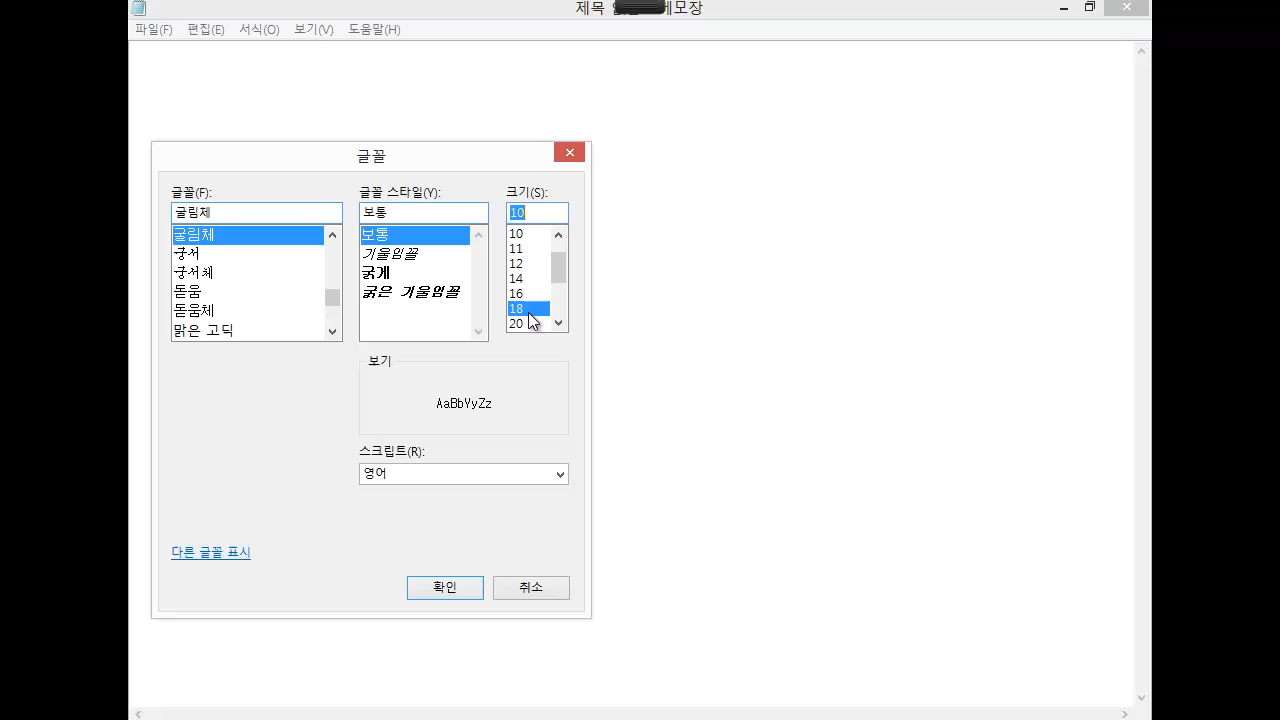 제목 모장
파일(F) 편집(E) 서식(O) 보기(V) 도움말(H)
글꼴
글꼴(F): 글꼴 스타일(Y): 크기(S):
굴림체 보통 10
굴림체
궁서
궁서체
돋움
돋움체
맑은 고딕
보통
기울임꼴
굵게
굵은 기울임꼴
10
11
12
14
16
18
20
보기
AaBbYyZz
스크립트(R):
영어
다른 글꼴 표시
확인 취소